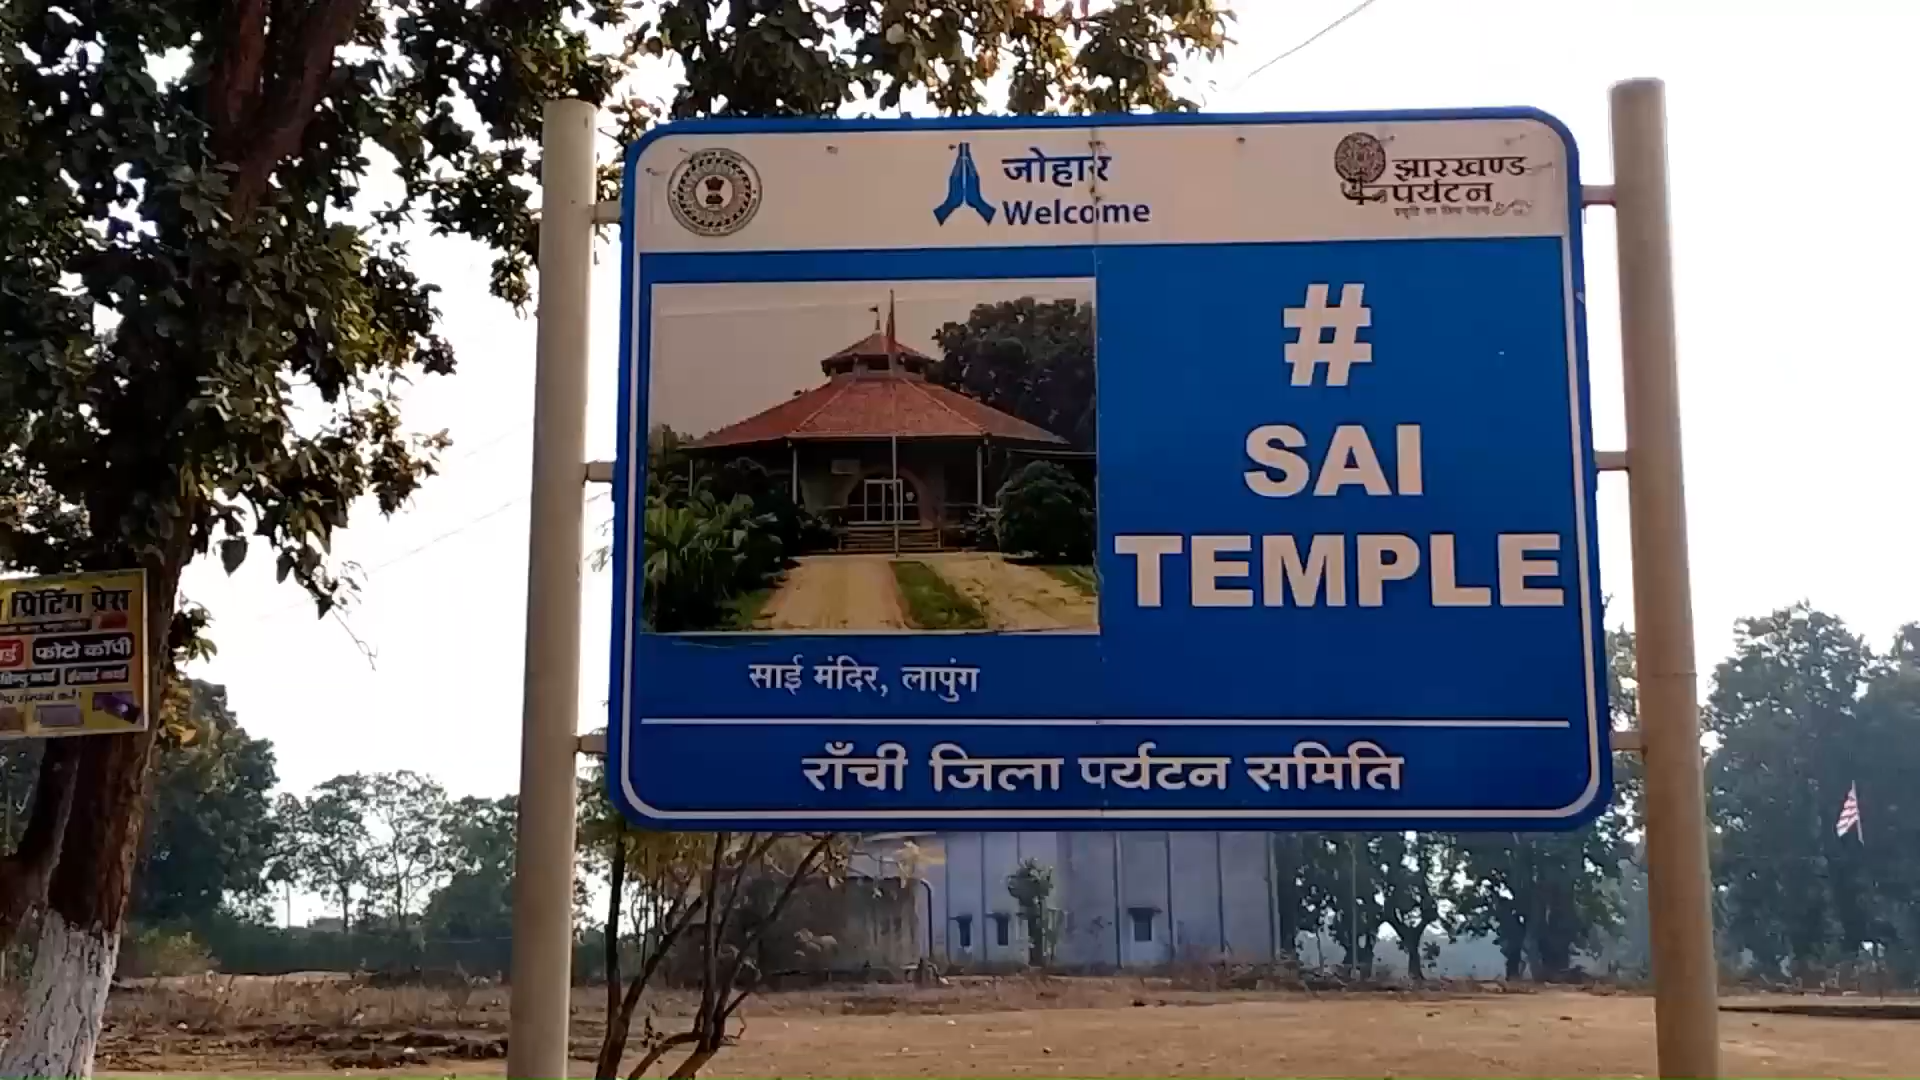 जोहार
Welcome
झारखण्ड
पर्यटन
#
SAI
TEMPLE
साई मंदिर, लापुंग
राँची जिला पर्यटन समिति
प्रिंटिंग प्रेस
फोटो कॉपी